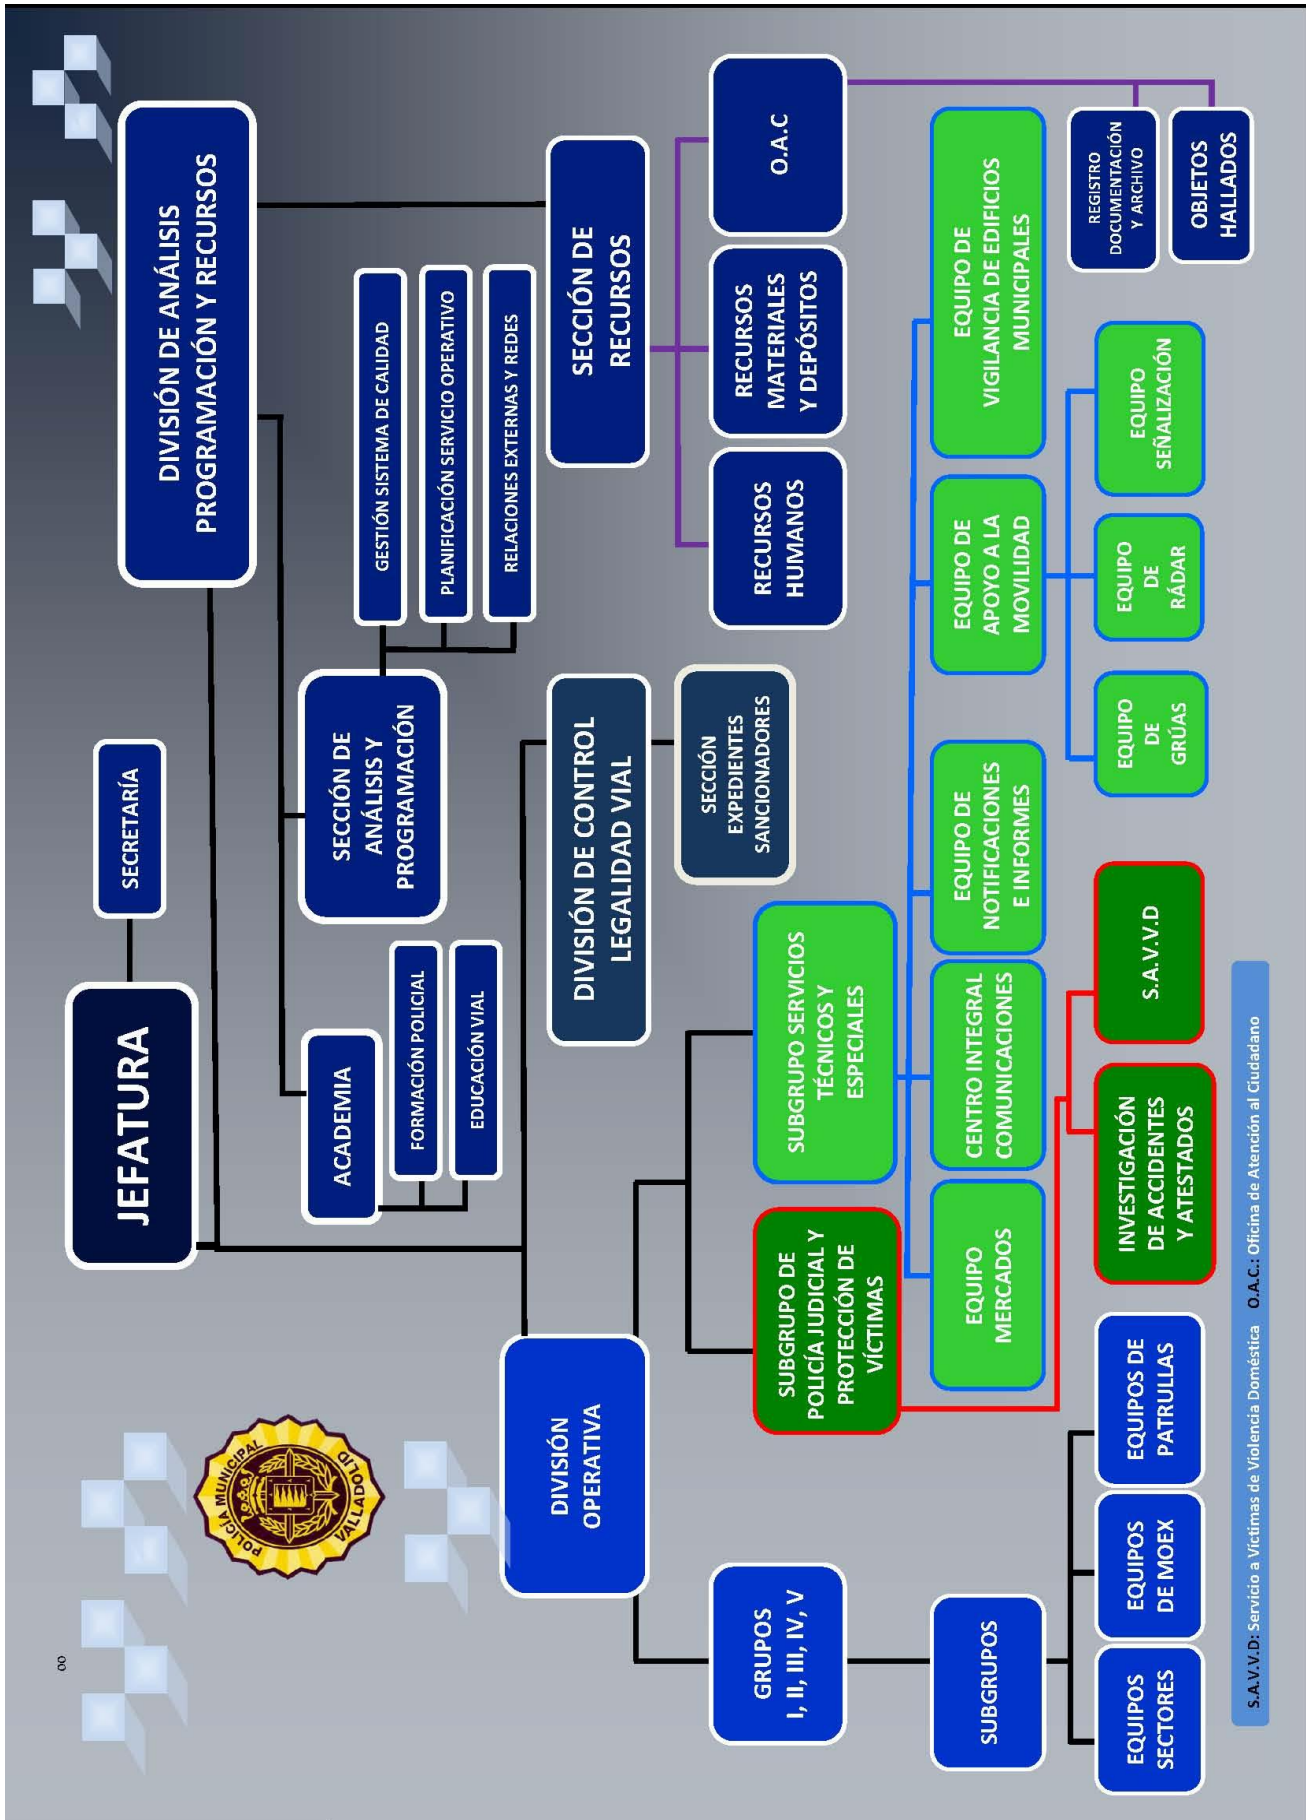 8
POLICÍA MUNICIPAL
VALLADOLID
JEFATURA
SECRETARÍA
DIVISIÓN DE ANÁLISIS
PROGRAMACIÓN Y RECURSOS
ACADEMIA
FORMACIÓN POLICIAL
EDUCACIÓN VIAL
SECCIÓN DE
ANÁLISIS Y
PROGRAMACIÓN
GESTIÓN SISTEMA DE CALIDAD
PLANIFICACIÓN SERVICIO OPERATIVO
RELACIONES EXTERNAS Y REDES
DIVISIÓN
OPERATIVA
DIVISIÓN DE CONTROL
LEGALIDAD VIAL
SECCIÓN DE
RECURSOS
SECCIÓN
EXPEDIENTES
SANCIONADORES
RECURSOS
HUMANOS
RECURSOS
MATERIALES
Y DEPÓSITOS
O.A.C
GRUPOS
I, II, III, IV, V
SUBGRUPO DE
POLICÍA JUDICIAL Y
PROTECCIÓN DE
VÍCTIMAS
SUBGRUPO SERVICIOS
TÉCNICOS Y
ESPECIALES
SUBGRUPOS
EQUIPO
MERCADOS
CENTRO INTEGRAL
COMUNICACIONES
EQUIPO DE
NOTIFICACIONES
E INFORMES
EQUIPO DE
APOYO A LA
MOVILIDAD
EQUIPO DE
VIGILANCIA DE EDIFICIOS
MUNICIPALES
REGISTRO
DOCUMENTACIÓN
Y ARCHIVO
OBJETOS
HALLADOS
EQUIPOS
SECTORES
EQUIPOS
DE MOEX
EQUIPOS DE
PATRULLAS
INVESTIGACIÓN
DE ACCIDENTES
Y ATESTADOS
S.A.V.V.D
EQUIPO
DE
GRÚAS
EQUIPO
DE
RÁDAR
EQUIPO
SEÑALIZACIÓN
S.A.V.V.D: Servicio a Víctimas de Violencia Doméstica O.A.C.: Oficina de Atención al Ciudadano